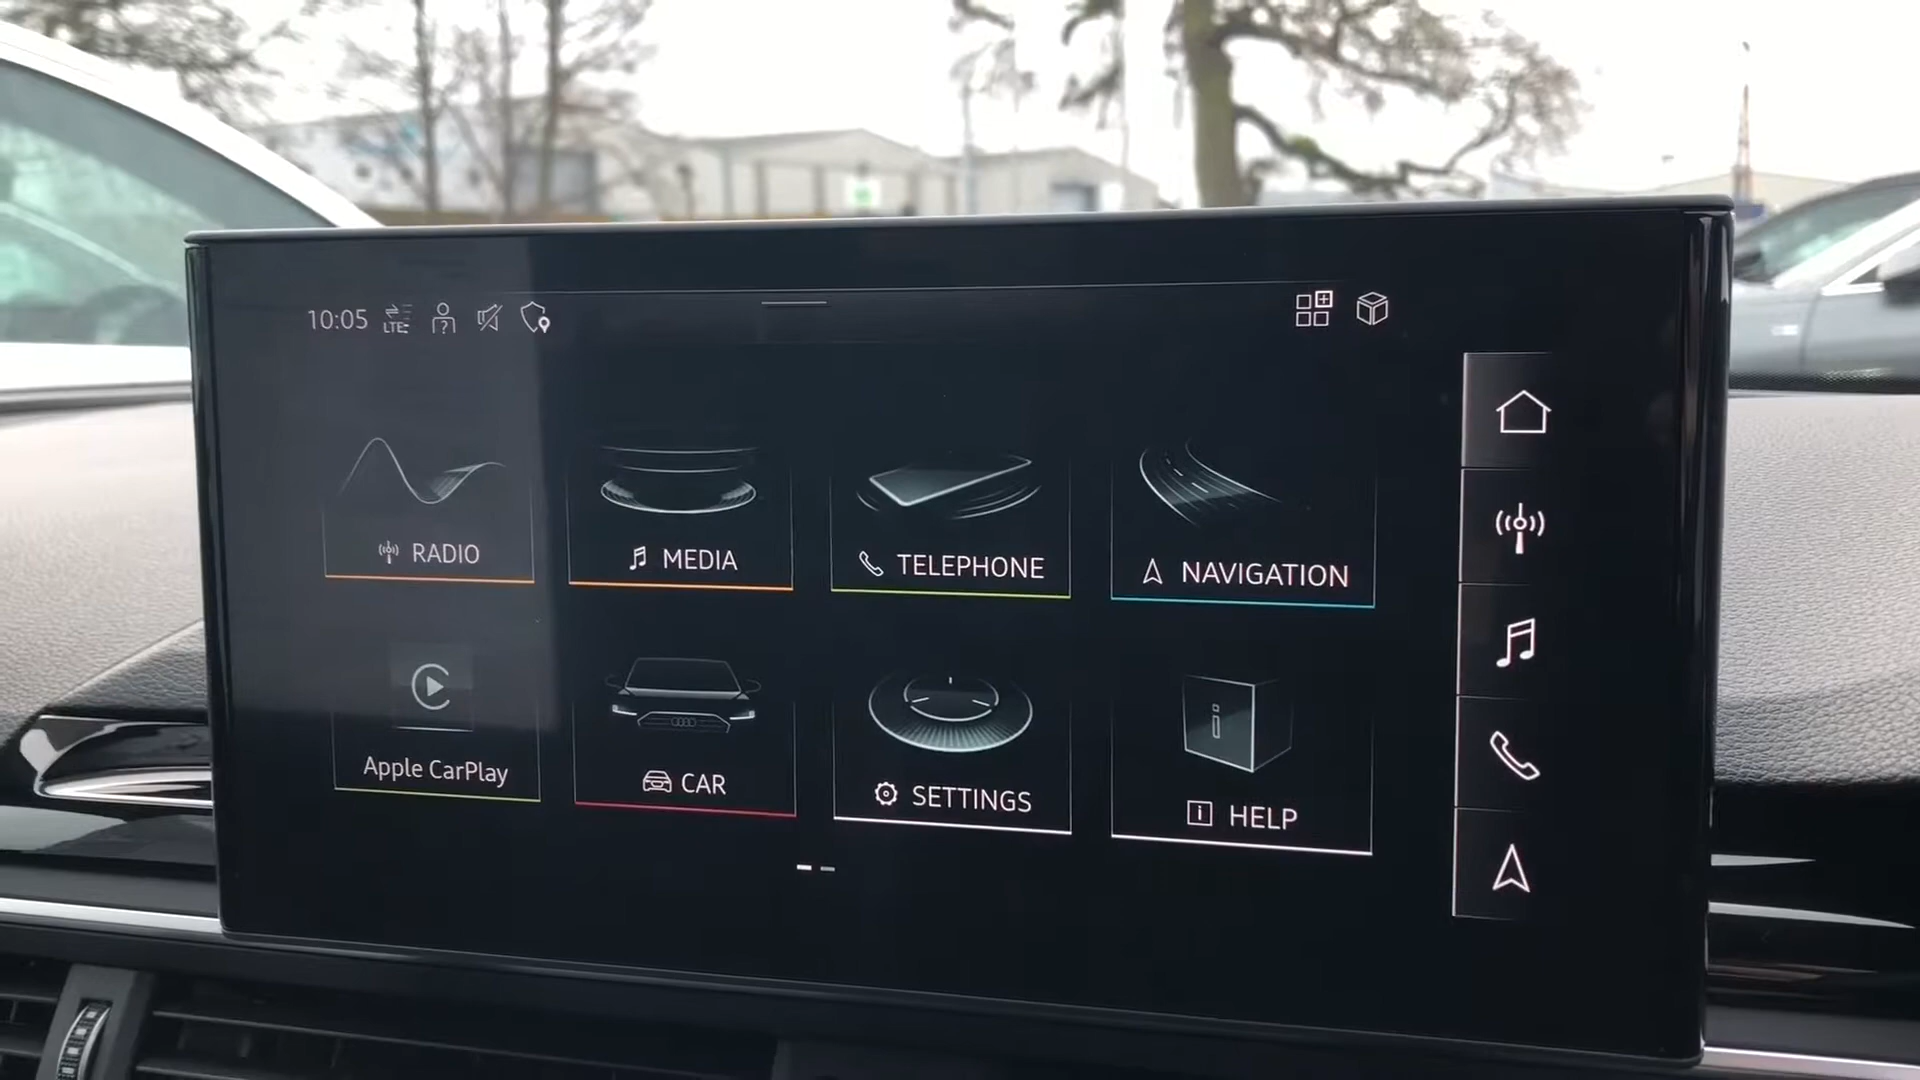 10:05 LTE
RADIO
MEDIA
TELEPHONE
NAVIGATION
Apple CarPlay
CAR
SETTINGS
HELP